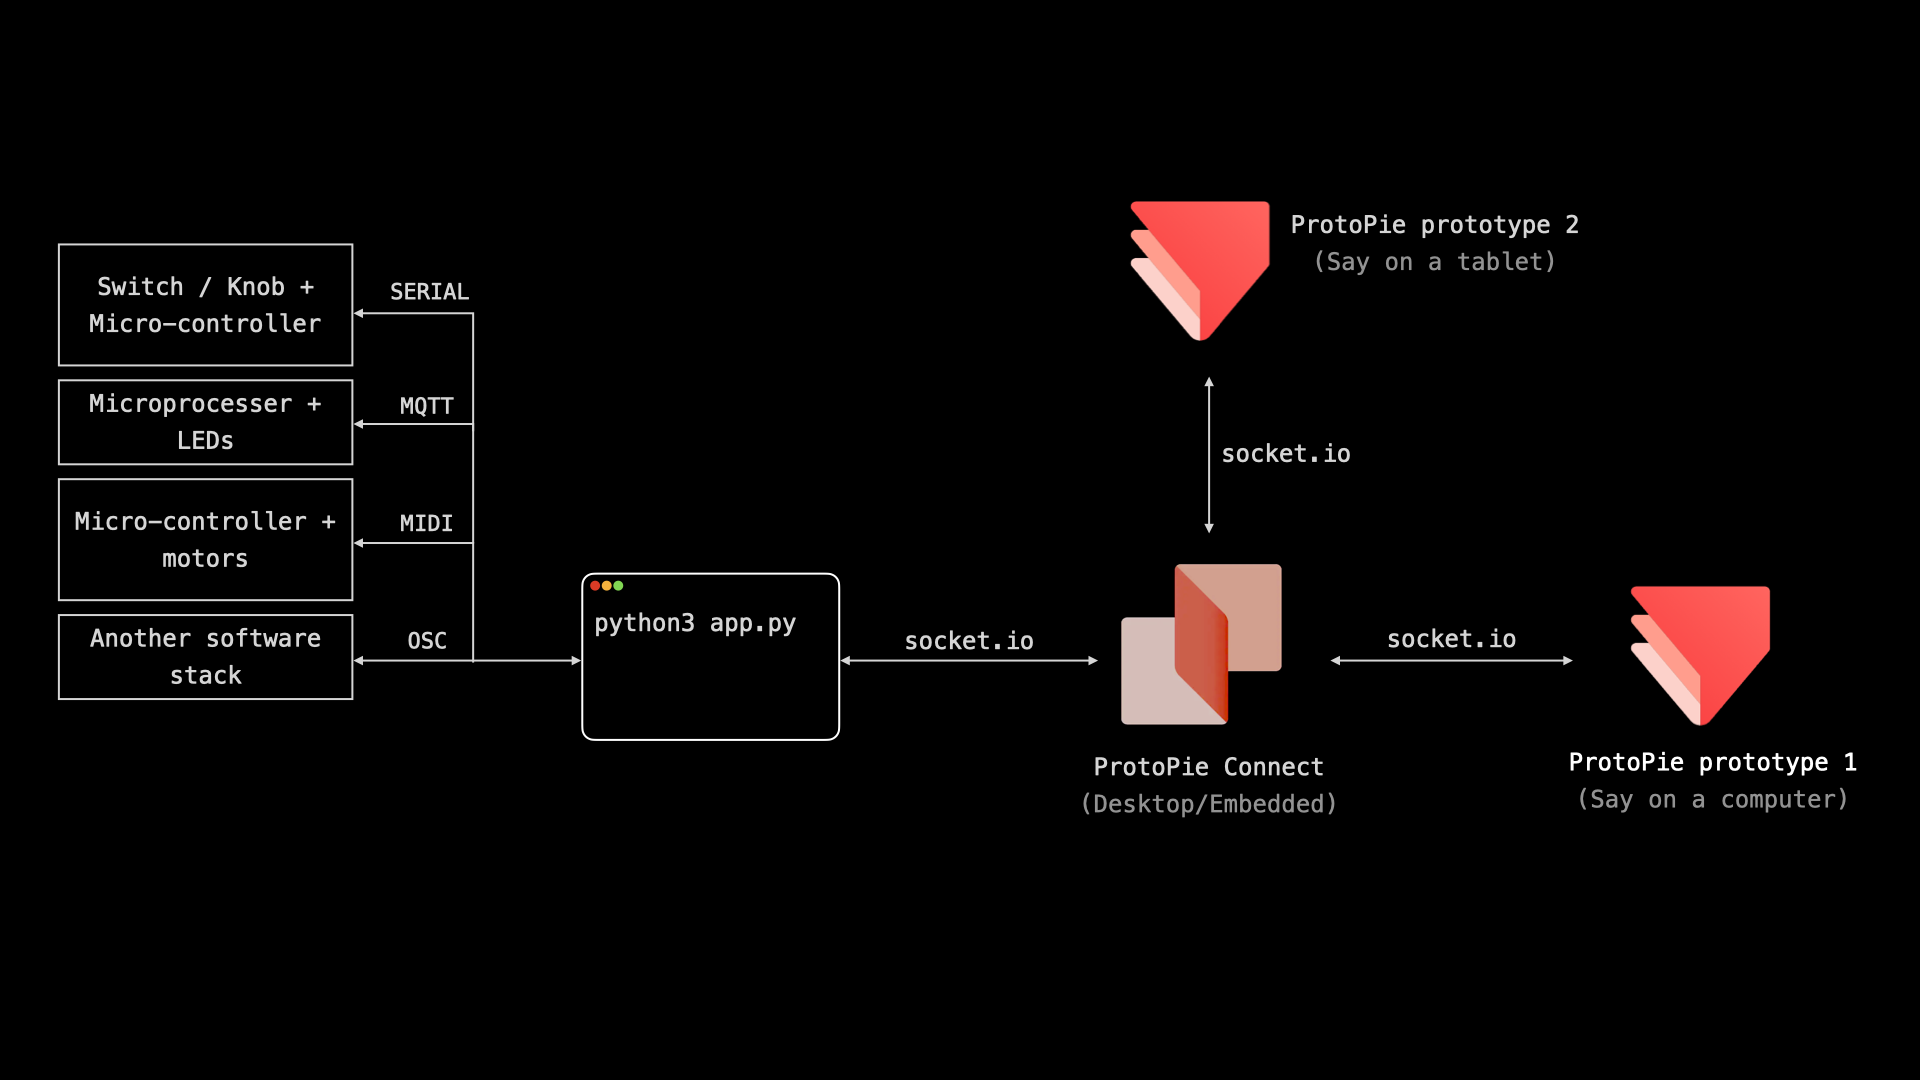 Switch / Knob +
Micro-controller
SERIAL
Microprocesser +
LEDs
MQTT
Micro-controller +
motors
MIDI
Another software
stack
OSC
python3 app.py
socket.io
ProtoPie Connect
(Desktop/Embedded)
socket.io
ProtoPie prototype 2
(Say on a tablet)
socket.io
ProtoPie prototype 1
(Say on a computer)